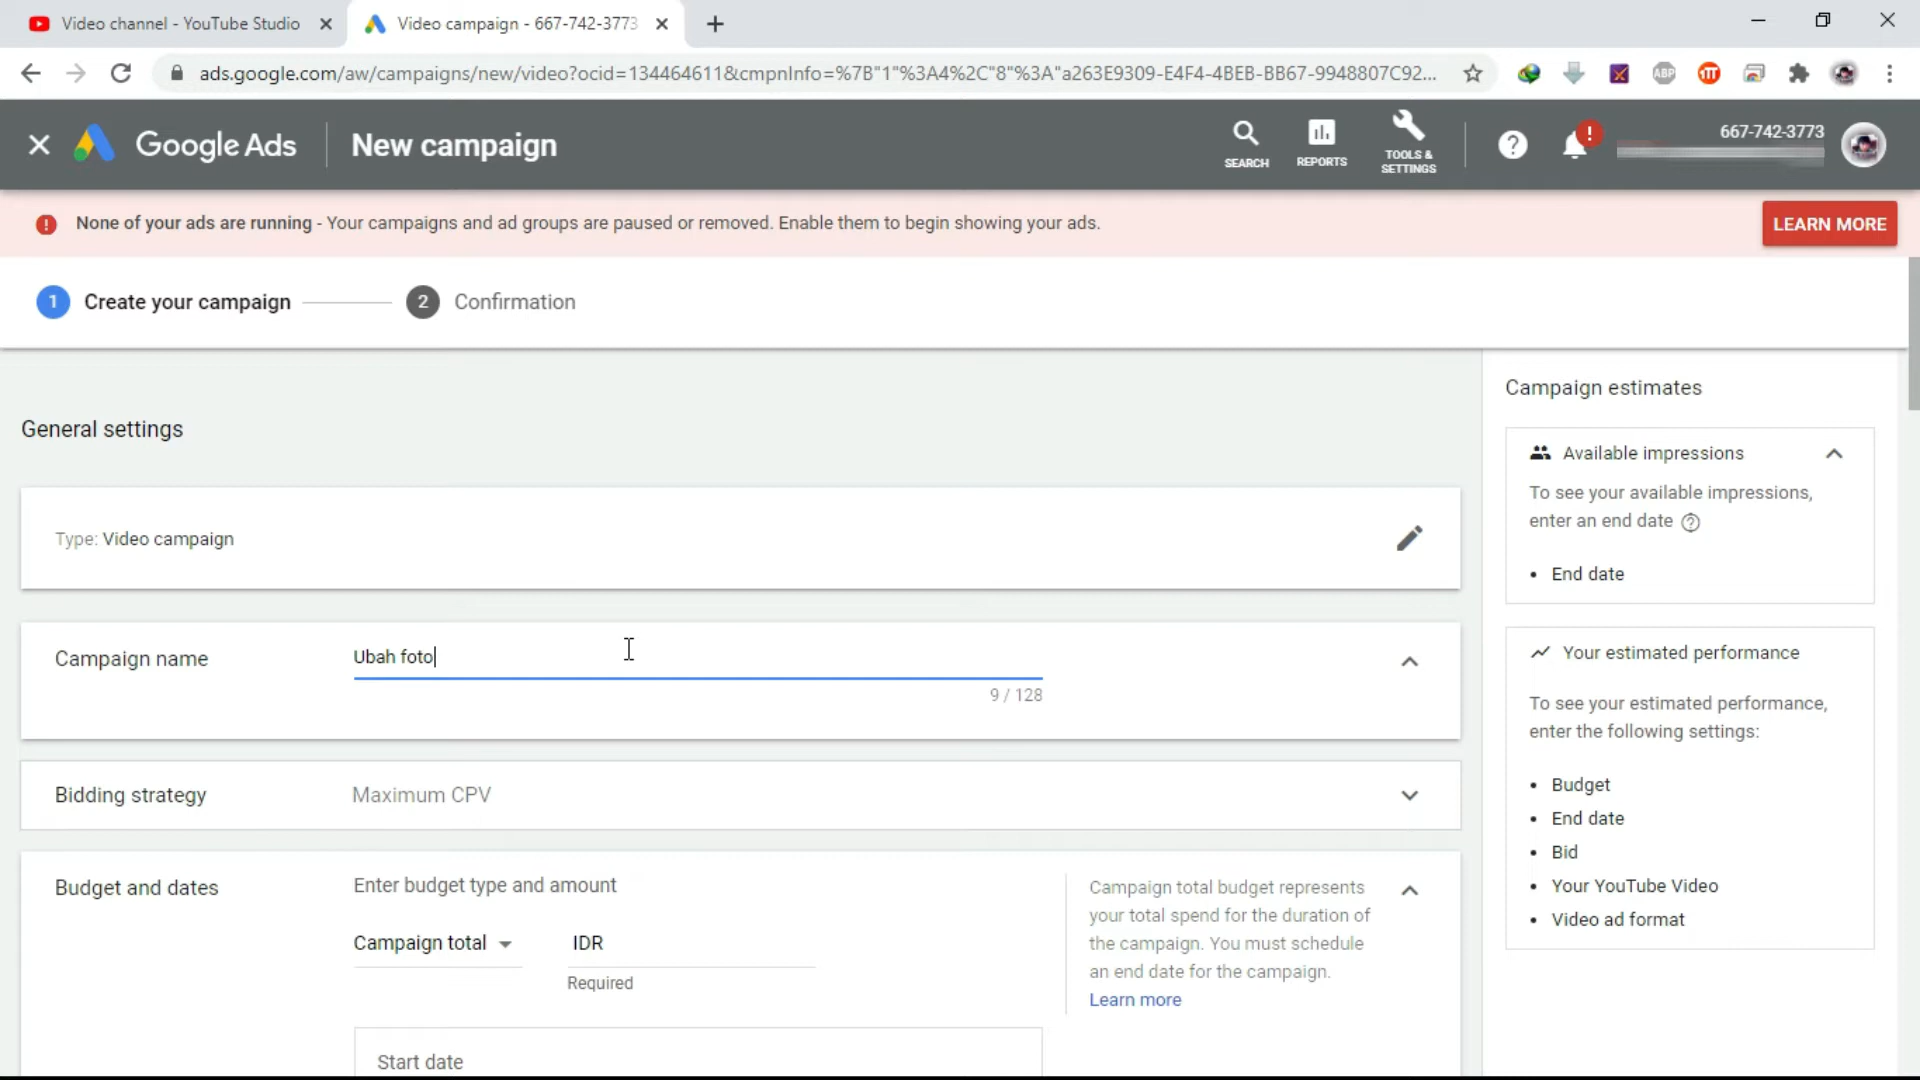 Video channel - YouTube Studio
Video campaign - 667-742-3773
ads.google.com/aw/campaigns/new/video?ocid=134464611&cmpnInfo=%7B"1"%3A4%2C"8"%3A"a263E9309-E4F4-4BEB-BB67-9948807C92...
ABP
Google Ads
New campaign
SEARCH
REPORTS
TOOLS &
SETTINGS
?
!
667-742-3773
! None of your ads are running - Your campaigns and ad groups are paused or removed. Enable them to begin showing your ads.
LEARN MORE
1 Create your campaign
2 Confirmation
General settings
Type: Video campaign
Campaign name
Ubah foto
9 / 128
Bidding strategy
Maximum CPV
Budget and dates
Enter budget type and amount
Campaign total
IDR
Required
Start date
Campaign total budget represents
your total spend for the duration of
the campaign. You must schedule
an end date for the campaign.
Learn more
Campaign estimates
Available impressions
To see your available impressions,
enter an end date ?
• End date
Your estimated performance
To see your estimated performance,
enter the following settings:
• Budget
• End date
• Bid
• Your YouTube Video
• Video ad format